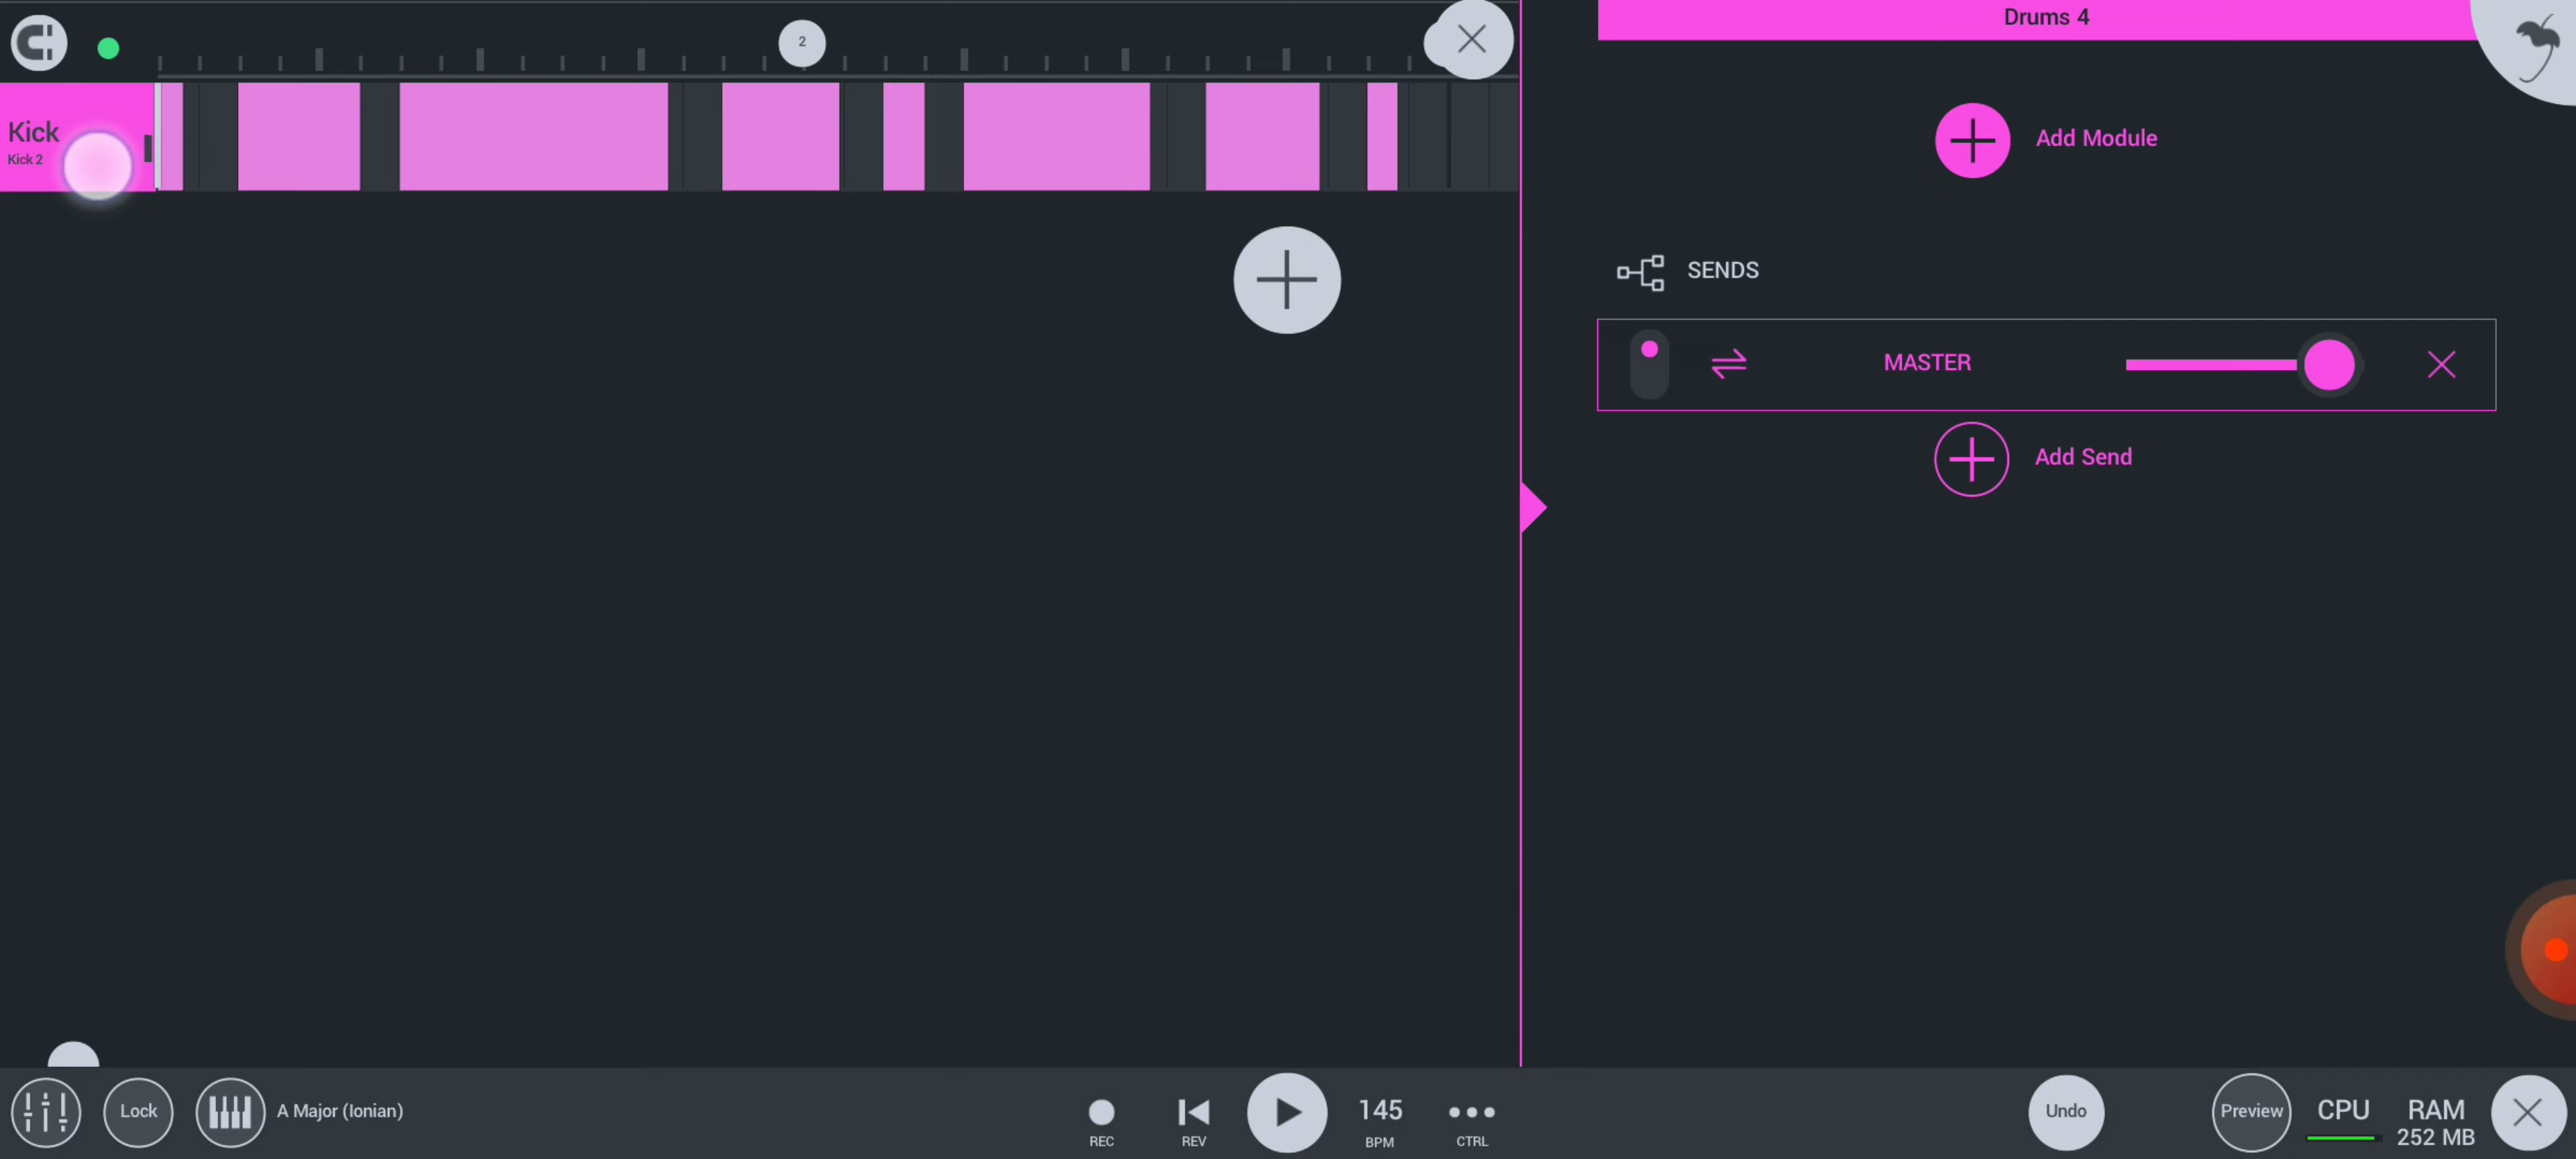 Drums 4
2
Kick
Kick 2
Add Module
SENDS
MASTER
Add Send
Lock
A Major (Ionian)
REC
REV
145
BPM
CTRL
Undo
Preview
CPU
RAM
252 MB